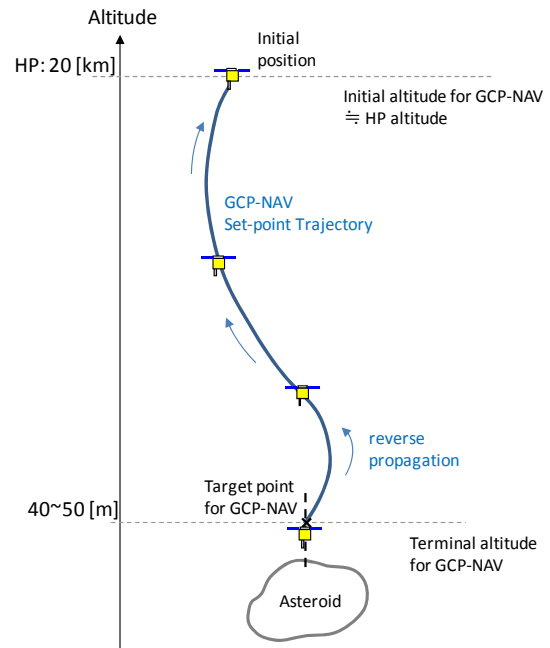 Altitude
Initial
position
HP: 20 [km]
Initial altitude for GCP-NAV
≒ HP altitude
GCP-NAV
Set-point Trajectory
reverse
propagation
Target point
for GCP-NAV
40~50 [m]
Terminal altitude
for GCP-NAV
Asteroid